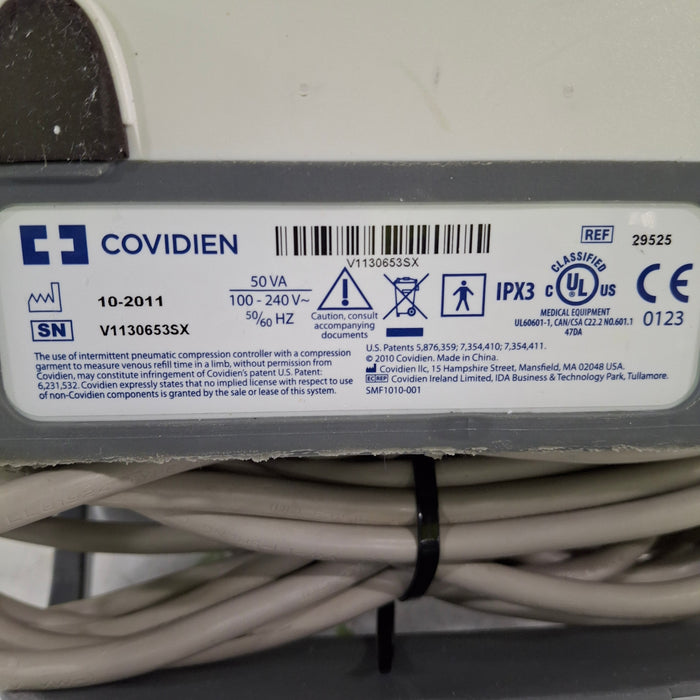 COVIDIEN
V1130653SX
REF 29525
10-2011
SN V1130653SX
50 VA
100 - 240 V~
50/60 HZ
Caution, consult
accompanying
documents
IPX3
CLASSIFIED
C UL US
MEDICAL EQUIPMENT
UL60601-1, CAN/CSA C22.2 NO.601.1
47DA
CE
0123
The use of intermittent pneumatic compression controller with a compression
garment to measure venous refill time in a limb, without permission from
Covidien, may constitute infringement of Covidien's patent U.S. Patent:
6,231,532. Covidien expressly states that no implied license with respect to use
of non-Covidien components is granted by the sale or lease of this system.
U.S. Patents 5,876,359; 7,354,410; 7,354,411.
© 2010 Covidien. Made in China.
Covidien llc, 15 Hampshire Street, Mansfield, MA 02048 USA.
EC REP Covidien Ireland Limited, IDA Business & Technology Park, Tullamore.
SMF1010-001